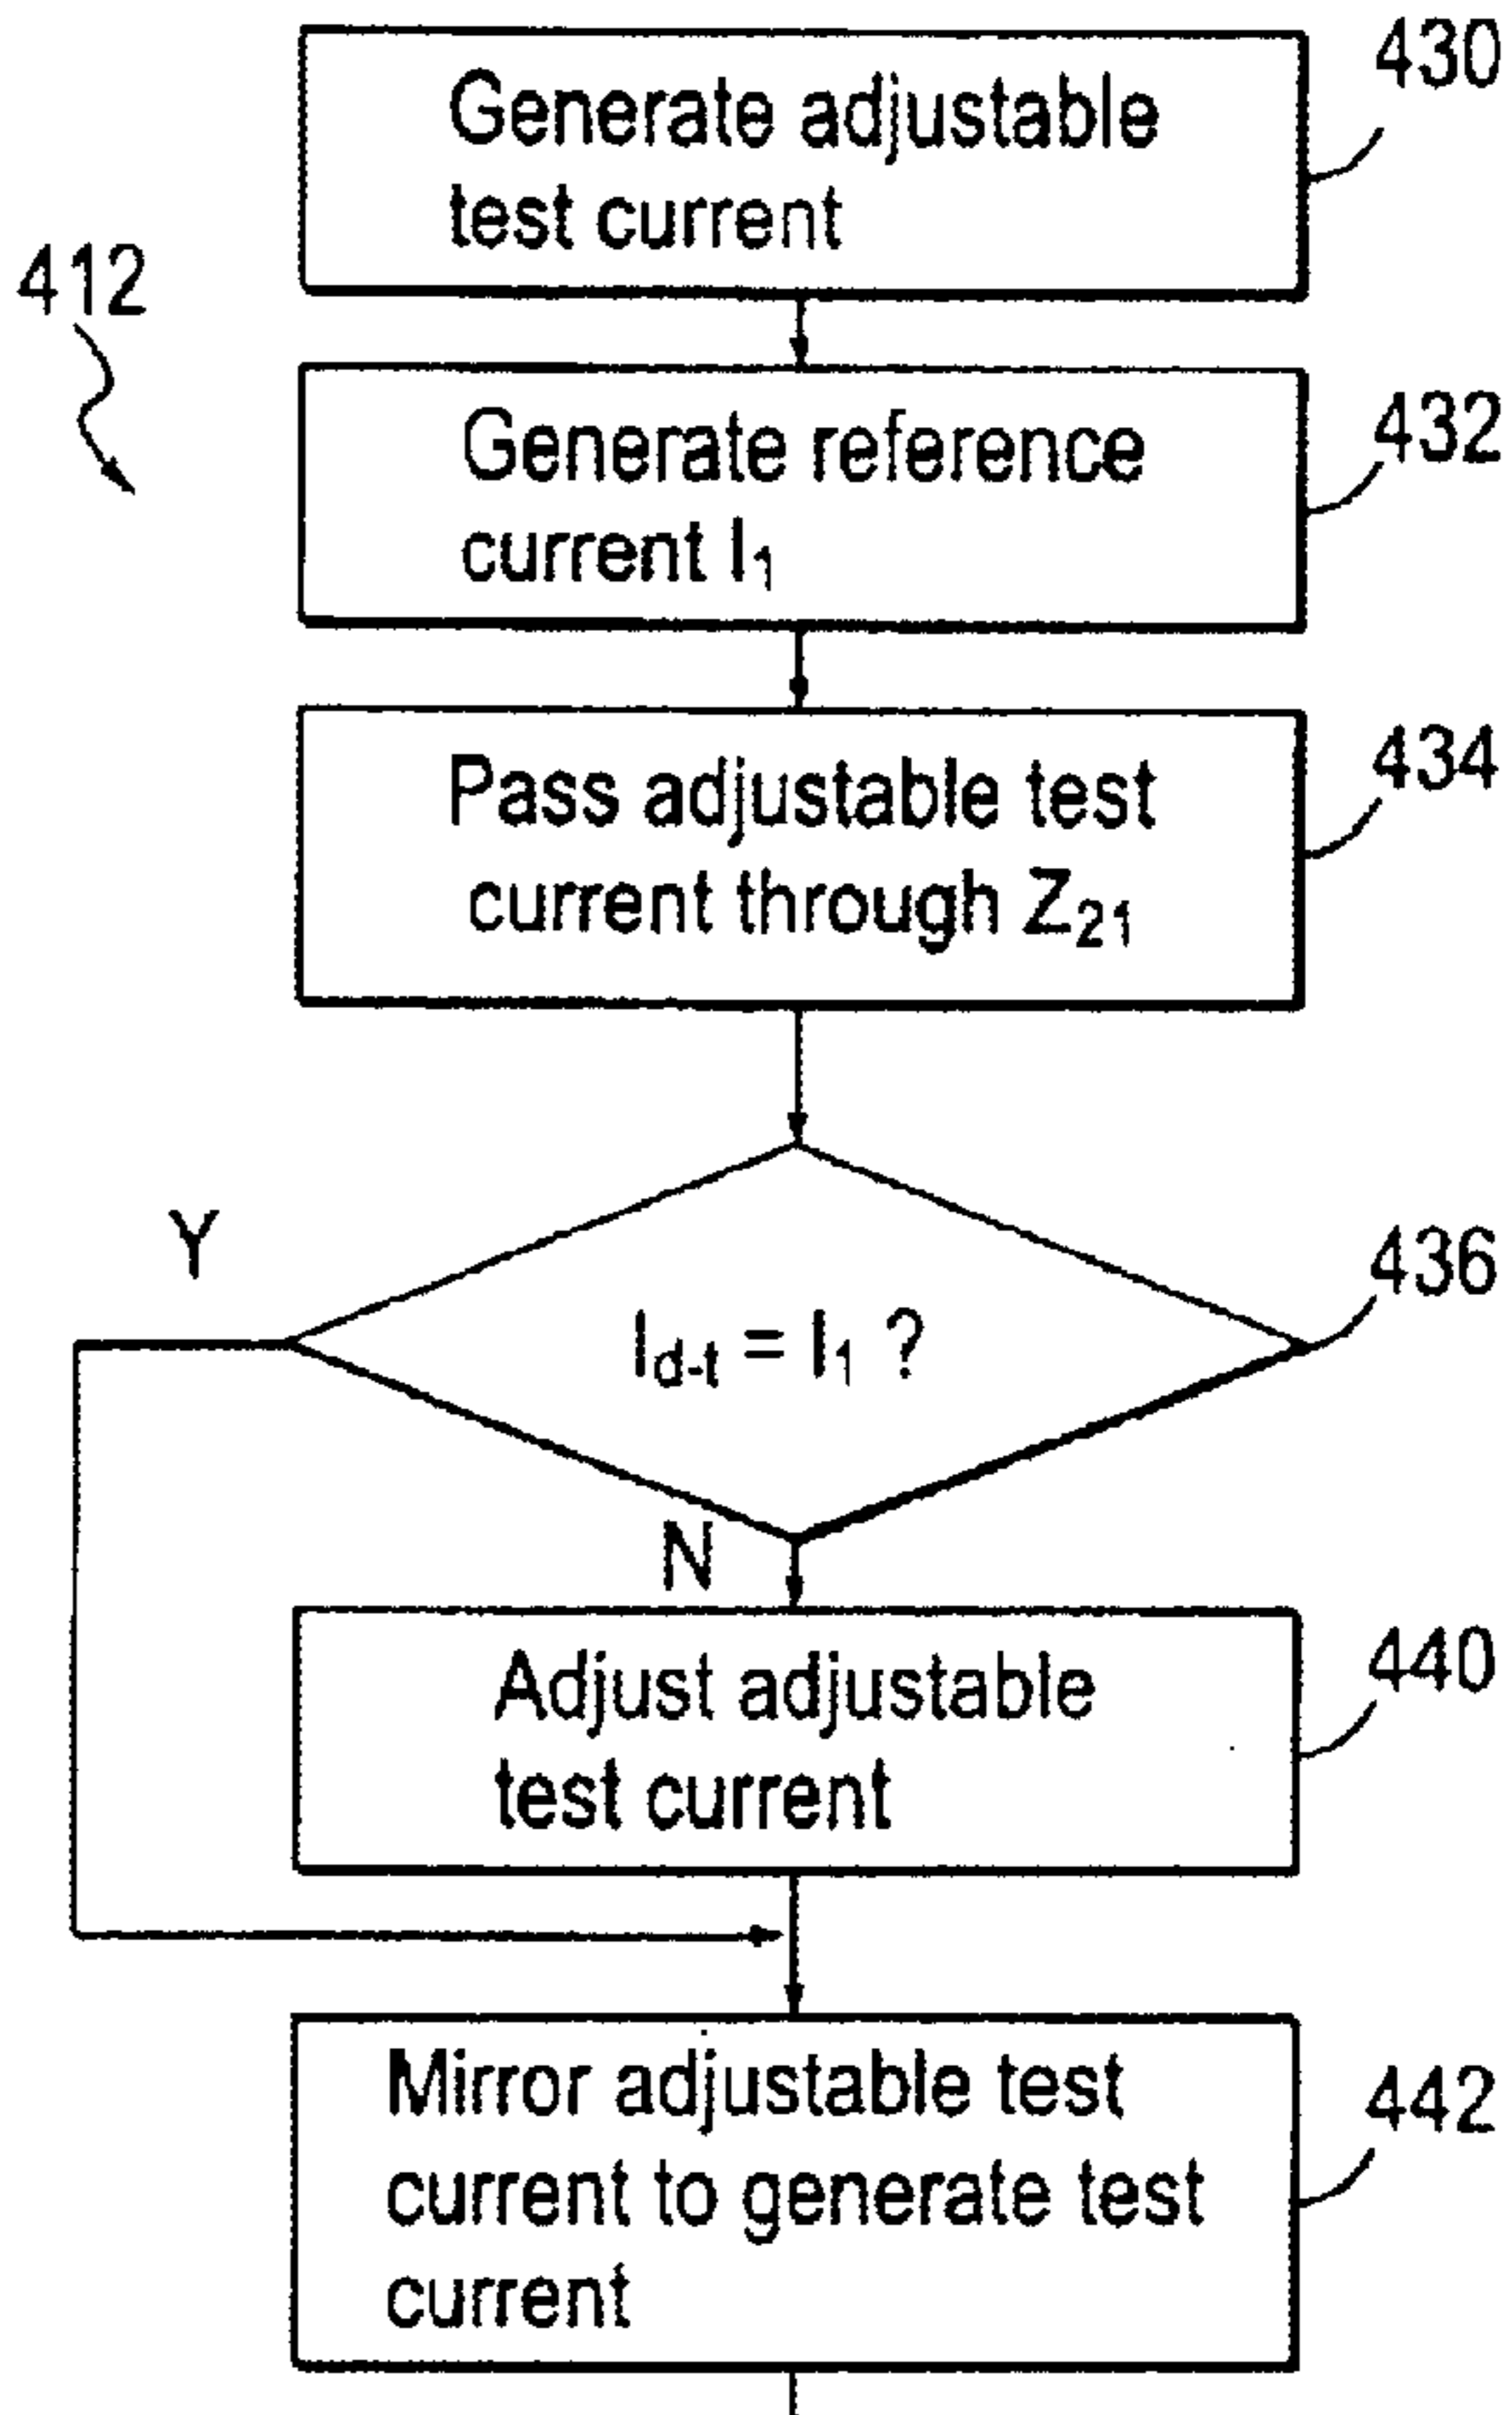 430
Generate adjustable
test current
412
432
Generate reference
current I₁
434
Pass adjustable test
current through Z₂₁
Y
436
I_d-t = I₁ ?
N
440
Adjust adjustable
test current
442
Mirror adjustable test
current to generate test
current